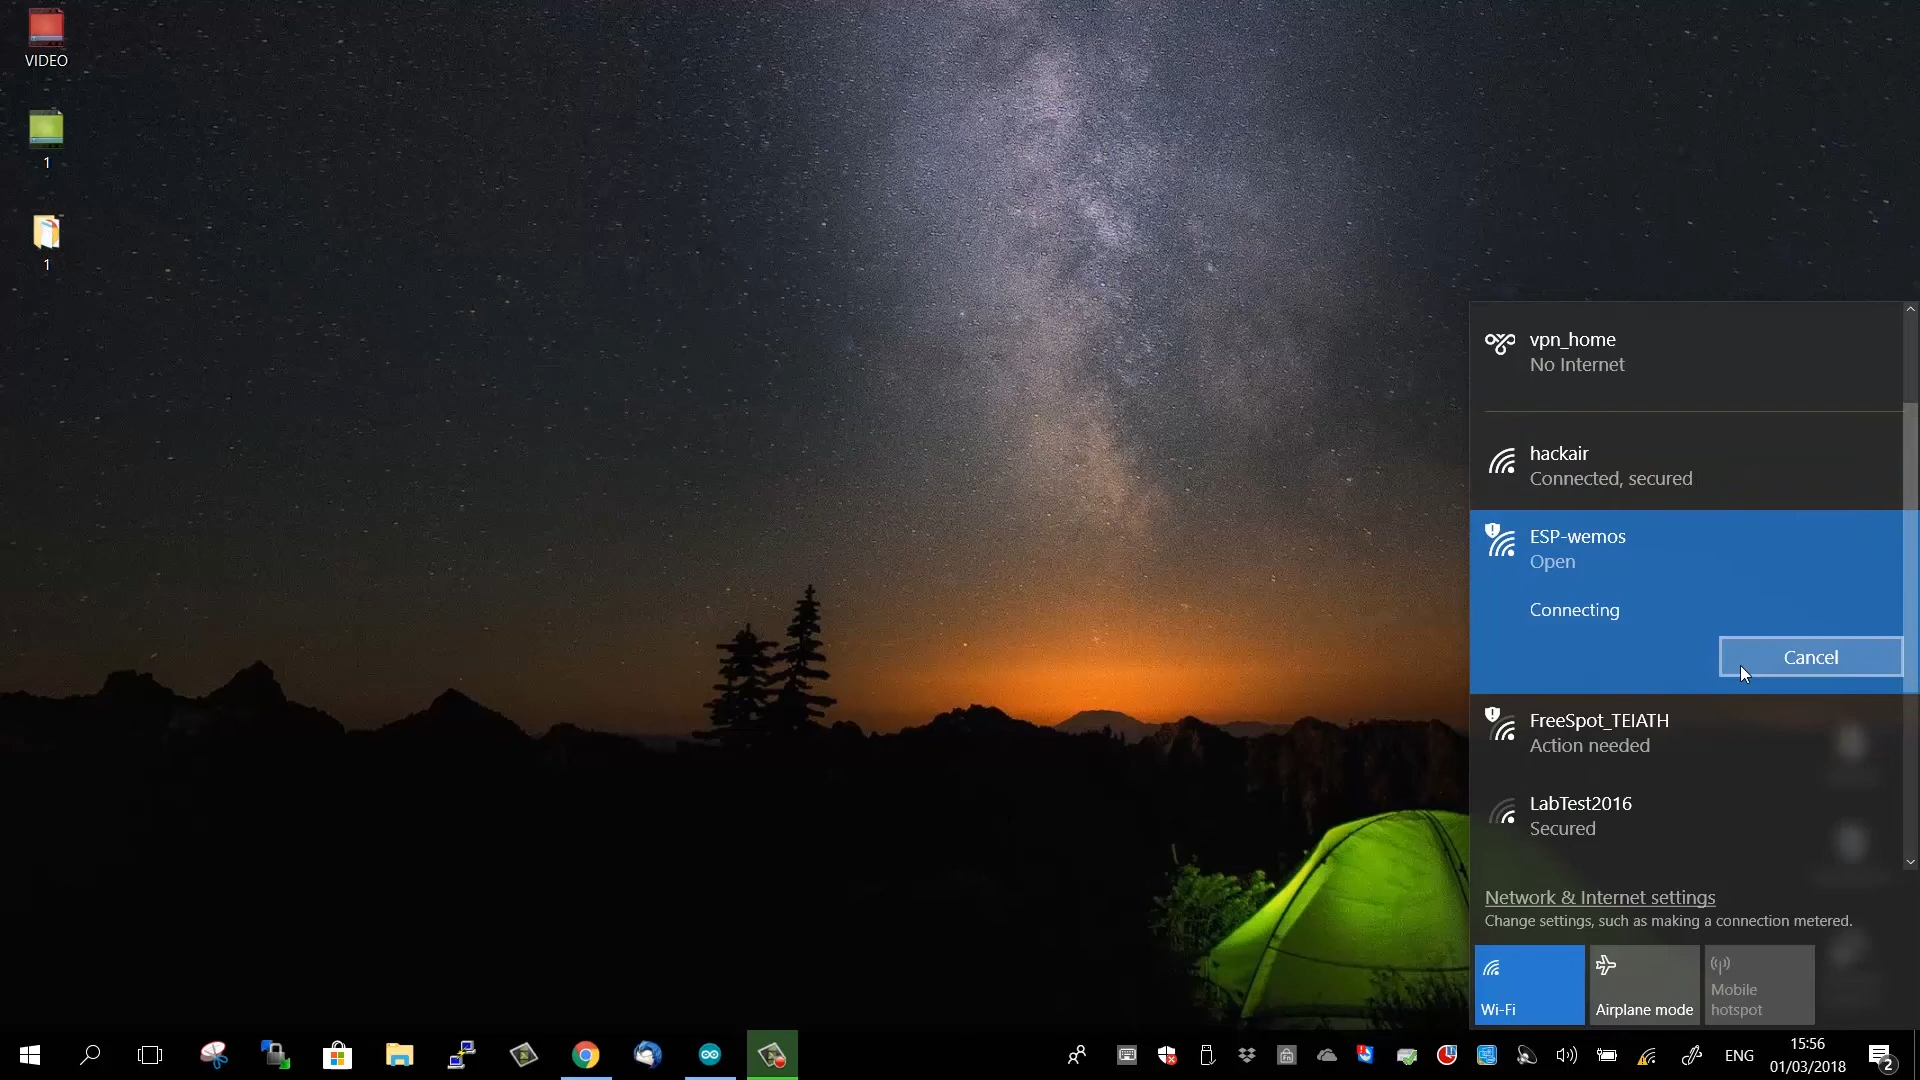 VIDEO
1
1
vpn_home
No Internet
hackair
Connected, secured
ESP-wemos
Open
Connecting
Cancel
FreeSpot_TEIATH
Action needed
LabTest2016
Secured
Network & Internet settings
Change settings, such as making a connection metered.
Wi-Fi
Airplane mode
Mobile
hotspot
ENG
15:56
01/03/2018
2